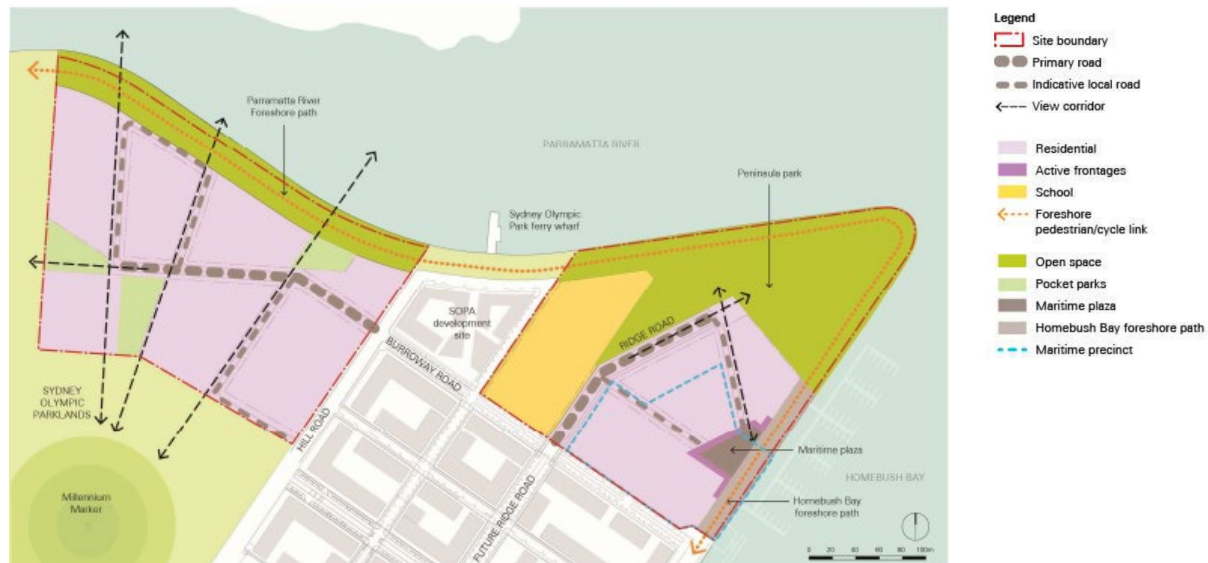 Parramatta River
Foreshore path
PARRAMATTA RIVER
Peninsula park
Sydney Olympic
Park ferry wharf
SOPA
development
site
RIDGE ROAD
BURROWAY ROAD
SYDNEY
OLYMPIC
PARKLANDS
HILL ROAD
FUTURE RIDGE ROAD
Maritime plaza
HOMEBUSH BAY
Millennium
Marker
Homebush Bay
foreshore path
0 20 40 60 80 100m
Legend
Site boundary
Primary road
Indicative local road
View corridor
Residential
Active frontages
School
Foreshore
pedestrian/cycle link
Open space
Pocket parks
Maritime plaza
Homebush Bay foreshore path
Maritime precinct